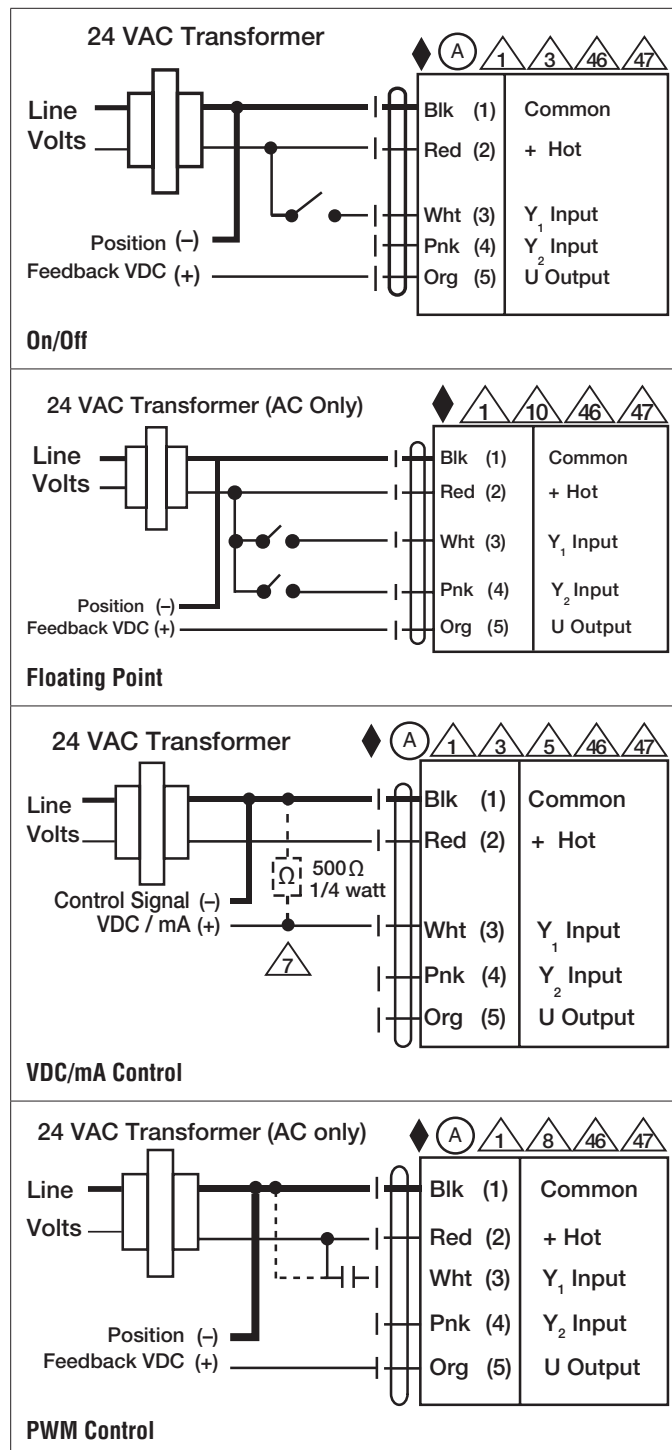 24 VAC Transformer
A 1 3 46 47
Line
Volts
Blk (1) Common
Red (2) + Hot
Wht (3) Y1 Input
Position (–)
Pnk (4) Y2 Input
Feedback VDC (+)
Org (5) U Output
On/Off
24 VAC Transformer (AC Only)
1 10 46 47
Line
Volts
Blk (1) Common
Red (2) + Hot
Wht (3) Y1 Input
Pnk (4) Y2 Input
Position (–)
Feedback VDC (+)
Org (5) U Output
Floating Point
24 VAC Transformer
A 1 3 5 46 47
Line
Volts
Blk (1) Common
Red (2) + Hot
Ω 500 Ω
1/4 watt
Control Signal (–)
VDC / mA (+)
7
Wht (3) Y1 Input
Pnk (4) Y2 Input
Org (5) U Output
VDC/mA Control
24 VAC Transformer (AC only)
A 1 8 46 47
Line
Volts
Blk (1) Common
Red (2) + Hot
Wht (3) Y1 Input
Pnk (4) Y2 Input
Position (–)
Feedback VDC (+)
Org (5) U Output
PWM Control